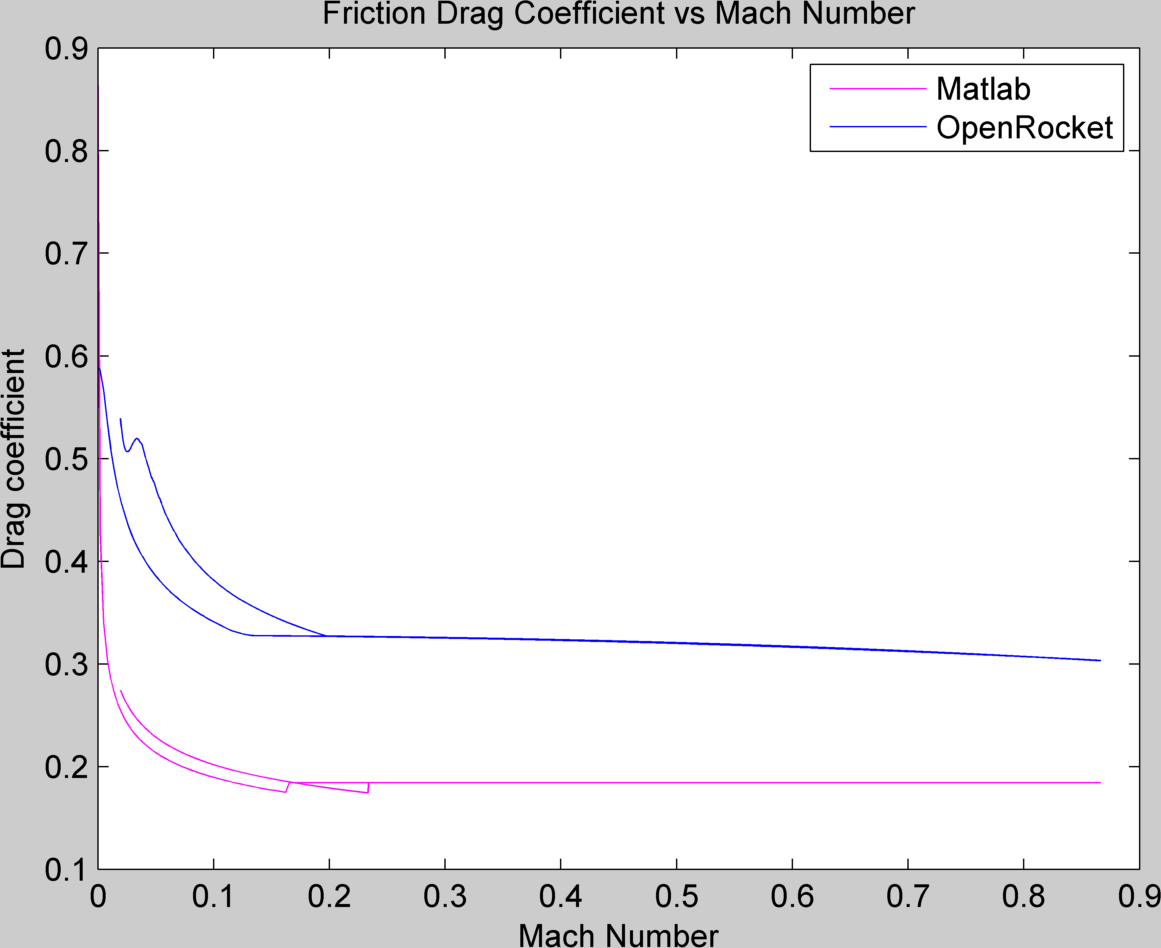 Friction Drag Coefficient vs Mach Number
0.9
0.8
0.7
0.6
0.5
0.4
0.3
0.2
0.1
Drag coefficient
Matlab
OpenRocket
0 0.1 0.2 0.3 0.4 0.5 0.6 0.7 0.8 0.9
Mach Number